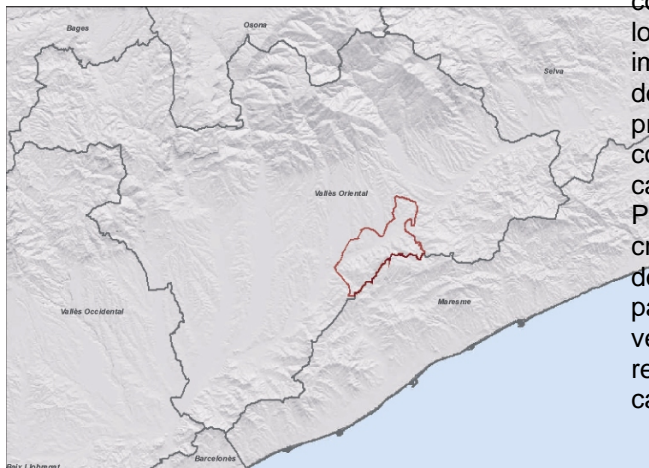 Bages
Osona
Selva
Vallès Oriental
Vallès Occidental
Maresme
Barcelonès
Baix Llobregat
co
lo
im
de
pr
co
ca
P
cr
de
pa
ve
re
ca